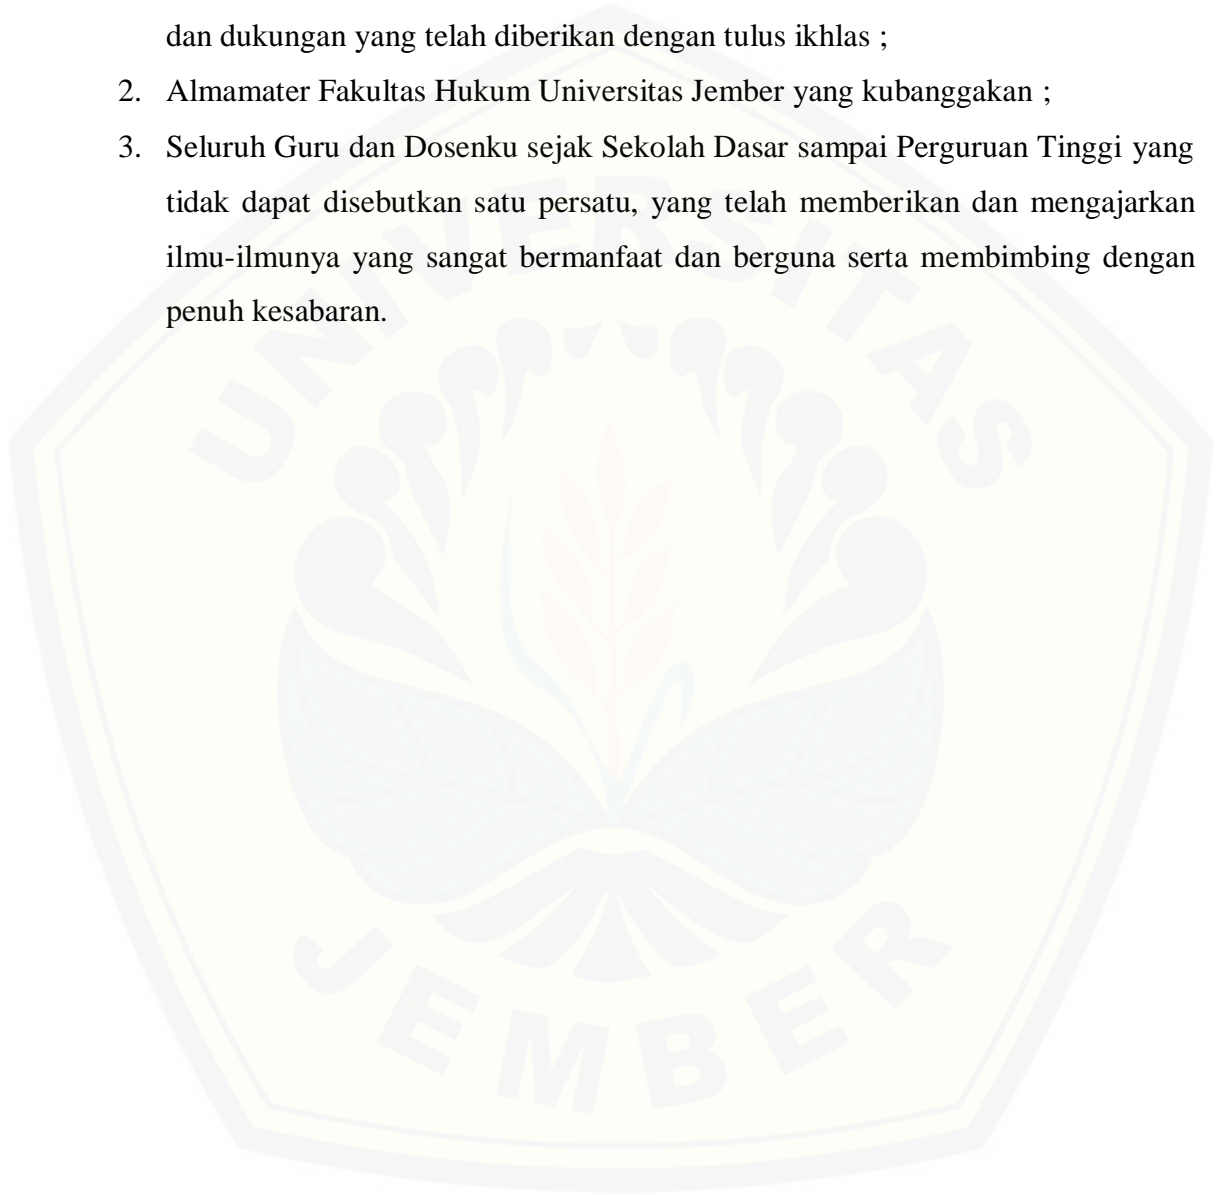 dan dukungan yang telah diberikan dengan tulus ikhlas ;
2. Almamater Fakultas Hukum Universitas Jember yang kubanggakan ;
3. Seluruh Guru dan Dosenku sejak Sekolah Dasar sampai Perguruan Tinggi yang
tidak dapat disebutkan satu persatu, yang telah memberikan dan mengajarkan
ilmu-ilmunya yang sangat bermanfaat dan berguna serta membimbing dengan
penuh kesabaran.
UNIVERSITAS
JEMBER